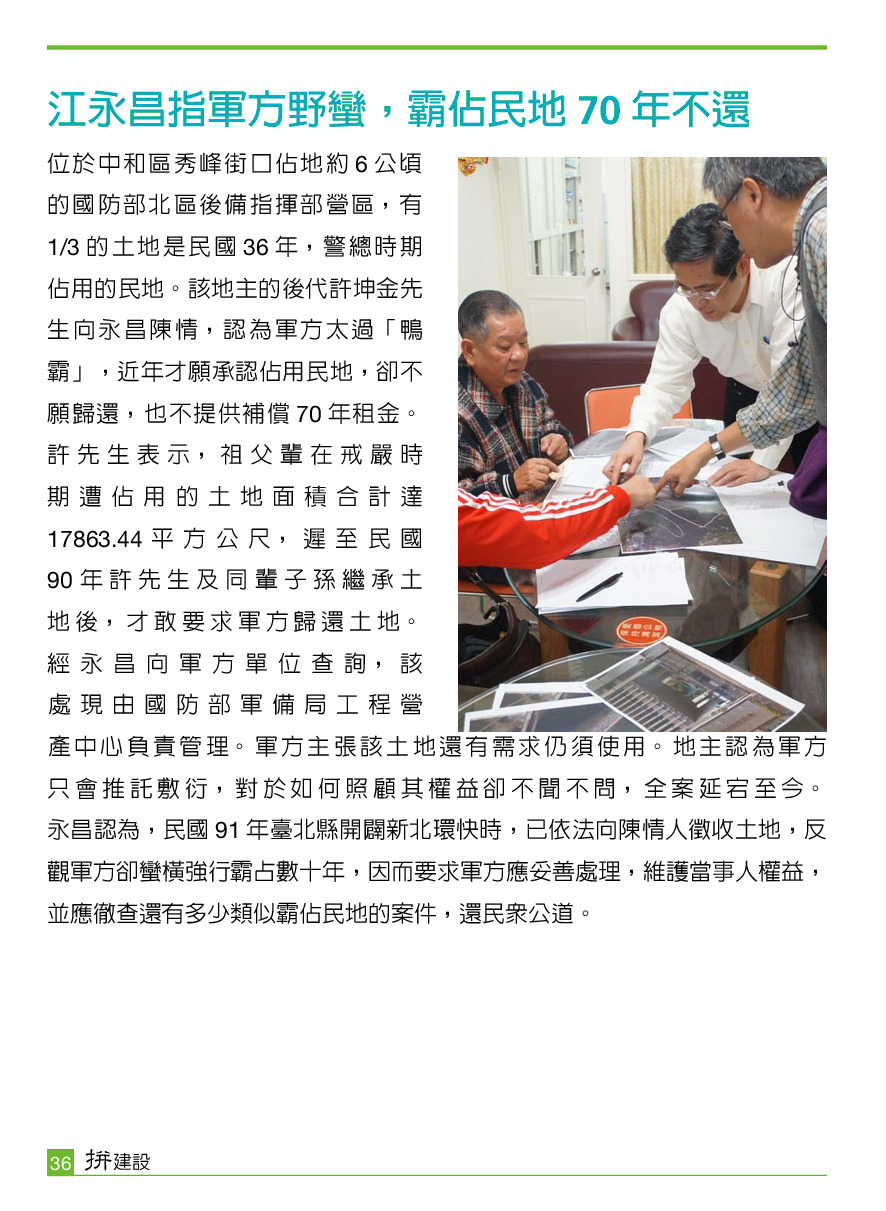 江永昌指軍方野蠻，霸佔民地 70 年不還
位於中和區秀峰街口佔地約 6 公頃
的國防部北區後備指揮部營區，有
1/3 的土地是民國 36 年，警總時期
佔用的民地。該地主的後代許坤金先
生向永昌陳情，認為軍方太過「鴨
霸」，近年才願承認佔用民地，卻不
願歸還，也不提供補償 70 年租金。
許先生表示，祖父輩在戒嚴時
期遭佔用的土地面積合計達
17863.44 平方公尺，遲至民國
90 年許先生及同輩子孫繼承土
地後，才敢要求軍方歸還土地。
經永昌向軍方單位查詢，該
處現由國防部軍備局工程營
產中心負責管理。軍方主張該土地還有需求仍須使用。地主認為軍方
只會推託敷衍，對於如何照顧其權益卻不聞不問，全案延宕至今。
永昌認為，民國 91 年臺北縣開闢新北環快時，已依法向陳情人徵收土地，反
觀軍方卻蠻橫強行霸占數十年，因而要求軍方應妥善處理，維護當事人權益，
並應徹查還有多少類似霸佔民地的案件，還民眾公道。
36 拚建設